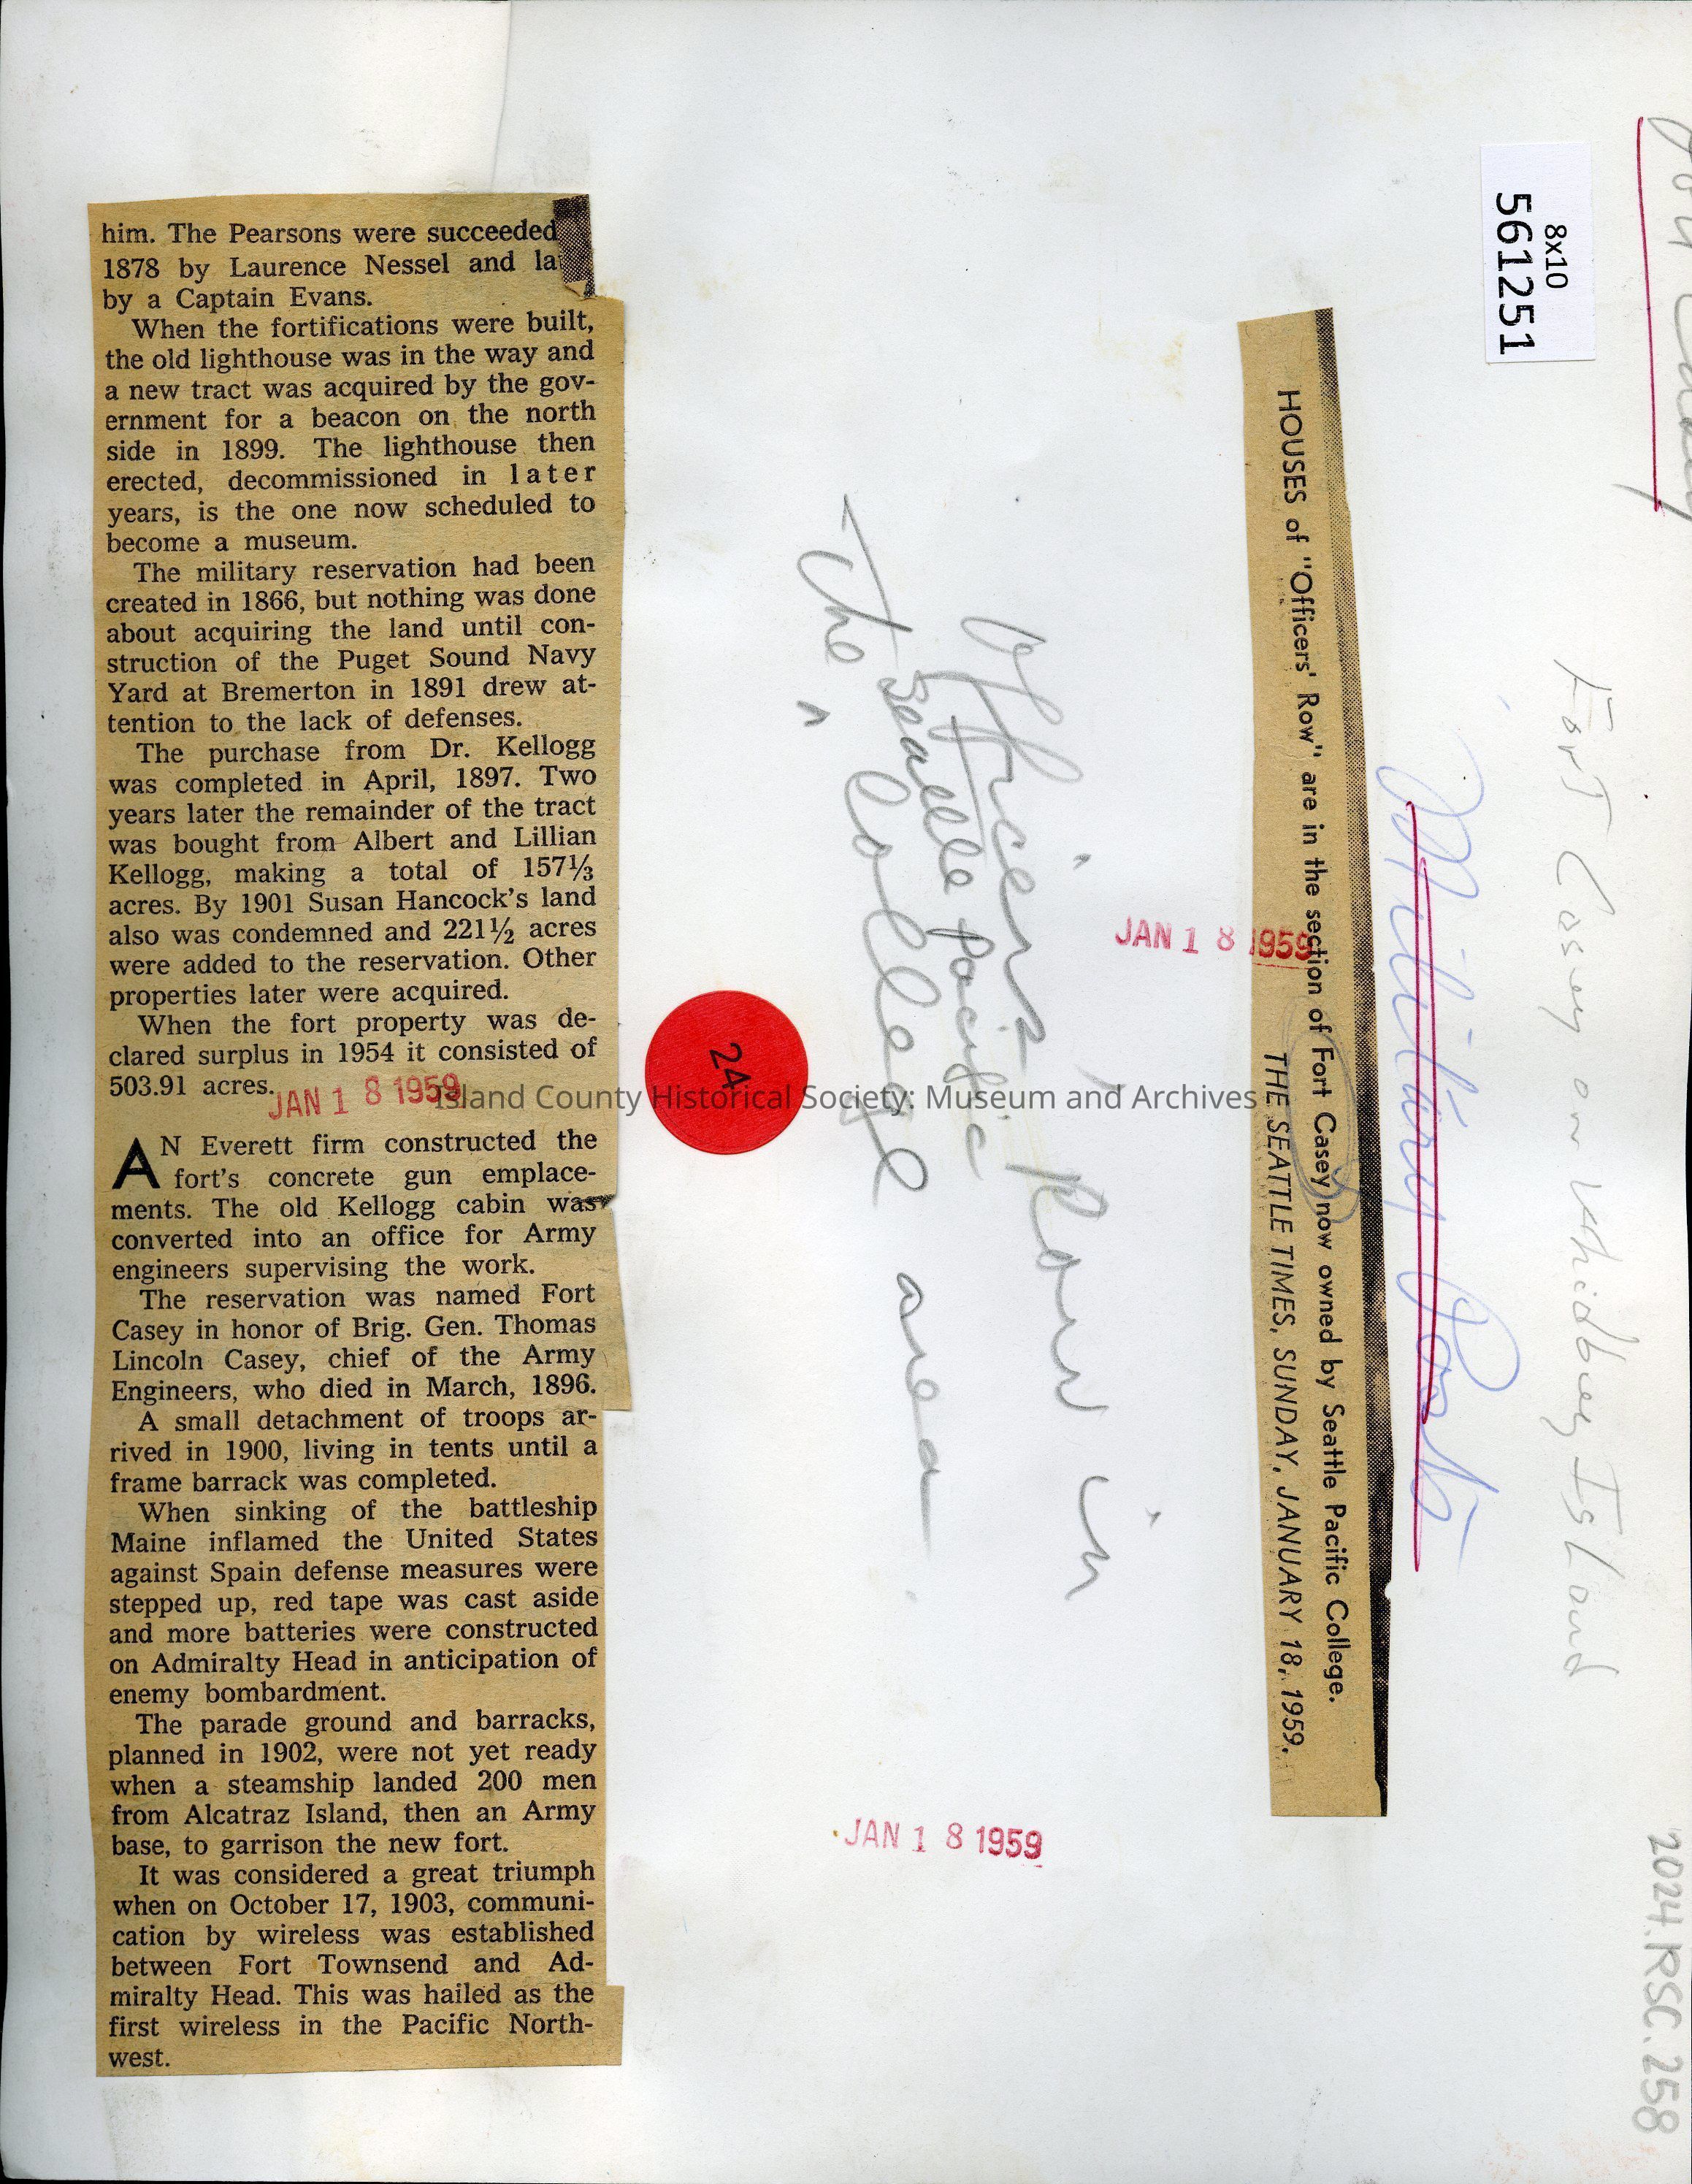 him. The Pearsons were succeeded
1878 by Laurence Nessel and
by a Captain Evans.
When the fortifications were built,
the old lighthouse was in the way and
a new tract was acquired by the gov-
ernment for a beacon on the north
side in 1899. The lighthouse then
erected, decommissioned in later
years, is the one now scheduled to
become a museum.
The military reservation had been
created in 1866, but nothing was done
about acquiring the land until con-
struction of the Puget Sound Navy
Yard at Bremerton in 1891 drew at-
tention to the lack of defenses.
The purchase from Dr. Kellogg
was completed in April, 1897. Two
years later the remainder of the tract
was bought from Albert and Lillian
Kellogg, making a total of 157⅓
acres. By 1901 Susan Hancock's land
also was condemned and 221½ acres
were added to the reservation. Other
properties later were acquired.
When the fort property was de-
clared surplus in 1954 it consisted of
503.91 acres.
JAN 1 8 1959
AN Everett firm constructed the
fort's concrete gun emplace-
ments. The old Kellogg cabin was
converted into an office for Army
engineers supervising the work.
The reservation was named Fort
Casey in honor of Brig. Gen. Thomas
Lincoln Casey, chief of the Army
Engineers, who died in March, 1896.
A small detachment of troops ar-
rived in 1900, living in tents until a
frame barrack was completed.
When sinking of the battleship
Maine inflamed the United States
against Spain defense measures were
stepped up, red tape was cast aside
and more batteries were constructed
on Admiralty Head in anticipation of
enemy bombardment.
The parade ground and barracks,
planned in 1902, were not yet ready
when a steamship landed 200 men
from Alcatraz Island, then an Army
base, to garrison the new fort.
It was considered a great triumph
when on October 17, 1903, communi-
cation by wireless was established
between Fort Townsend and Ad-
miralty Head. This was hailed as the
first wireless in the Pacific North-
west.
24
Island County Historical Society: Museum and Archives
Officers' Row in
Seattle Pacific
the College area
JAN 1 8 1959
JAN 1 8 1959
HOUSES of "Officers' Row" are in the section of Fort Casey now owned by Seattle Pacific College.
THE SEATTLE TIMES, SUNDAY, JANUARY 18, 1959.
Military Posts
Fort Casey on Whidbey Island
8x10
561251
Casey
2024.RSC.258